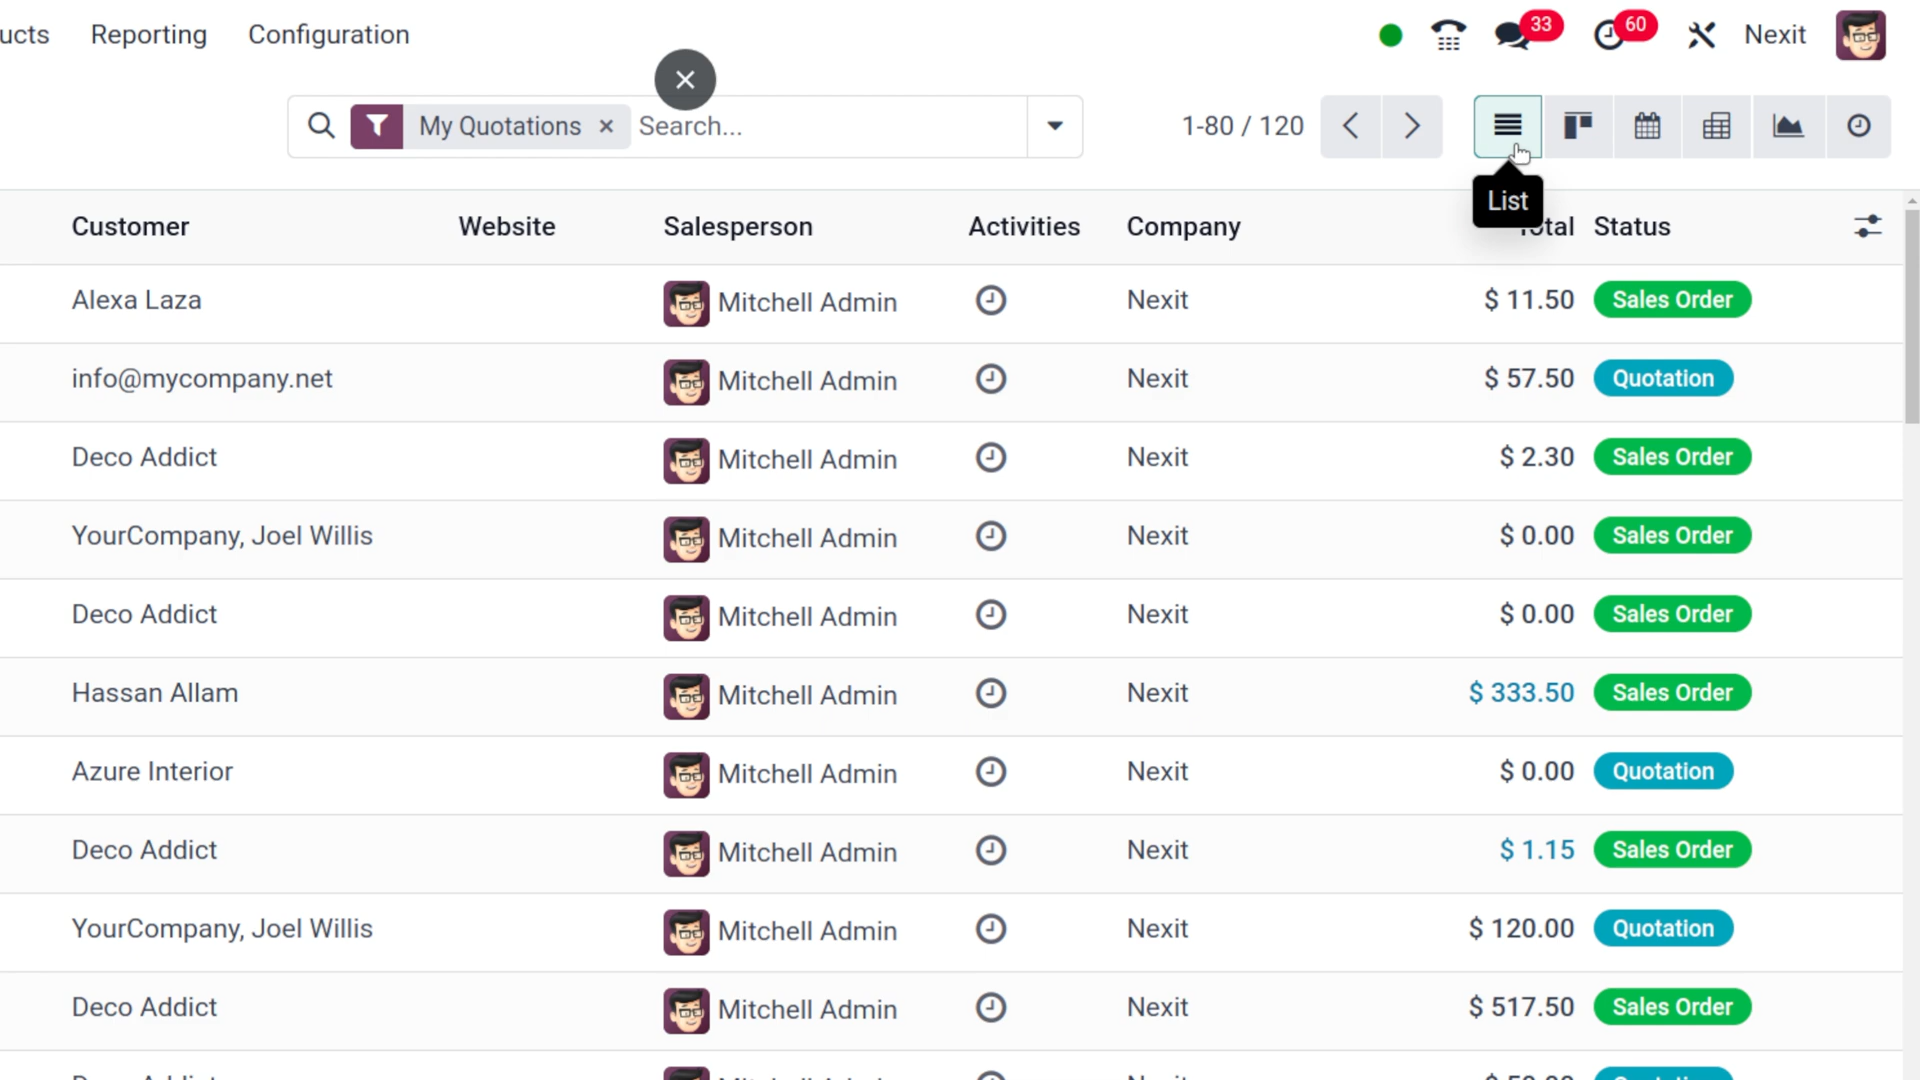 ucts Reporting Configuration 33 60 Nexit
My Quotations × Search... 1-80 / 120
List
Customer Website Salesperson Activities Company Total Status
Alexa Laza Mitchell Admin Nexit $ 11.50 Sales Order
info@mycompany.net Mitchell Admin Nexit $ 57.50 Quotation
Deco Addict Mitchell Admin Nexit $ 2.30 Sales Order
YourCompany, Joel Willis Mitchell Admin Nexit $ 0.00 Sales Order
Deco Addict Mitchell Admin Nexit $ 0.00 Sales Order
Hassan Allam Mitchell Admin Nexit $ 333.50 Sales Order
Azure Interior Mitchell Admin Nexit $ 0.00 Quotation
Deco Addict Mitchell Admin Nexit $ 1.15 Sales Order
YourCompany, Joel Willis Mitchell Admin Nexit $ 120.00 Quotation
Deco Addict Mitchell Admin Nexit $ 517.50 Sales Order